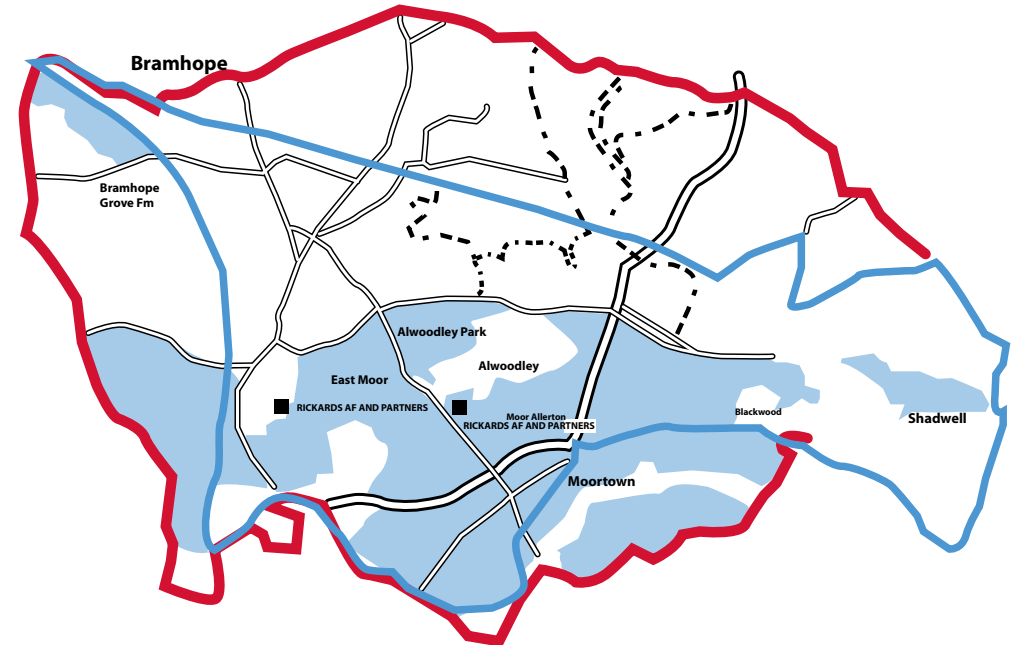 Bramhope
Bramhope
Grove Fm
Alwoodley Park
Alwoodley
East Moor
RICKARDS AF AND PARTNERS
Moor Allerton
RICKARDS AF AND PARTNERS
Blackwood
Shadwell
Moortown